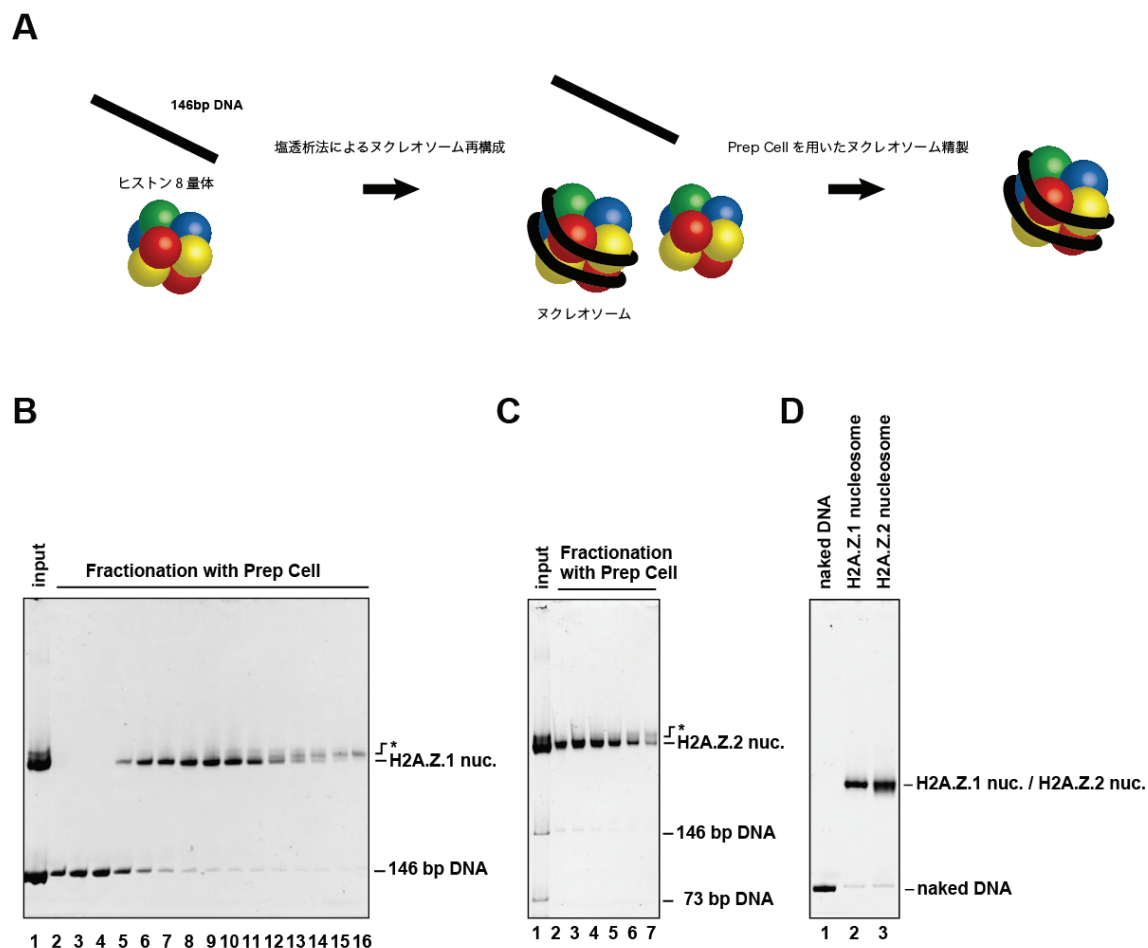 A
146bp DNA
ヒストン8量体
塩透析法によるヌクレオソーム再構成
ヌクレオソーム
Prep Cellを用いたヌクレオソーム精製
B
input
Fractionation with Prep Cell
*
H2A.Z.1 nuc.
146 bp DNA
1 2 3 4 5 6 7 8 9 10 11 12 13 14 15 16
C
input
Fractionation
with Prep Cell
*
H2A.Z.2 nuc.
146 bp DNA
73 bp DNA
1 2 3 4 5 6 7
D
naked DNA
H2A.Z.1 nucleosome
H2A.Z.2 nucleosome
H2A.Z.1 nuc. / H2A.Z.2 nuc.
naked DNA
1 2 3